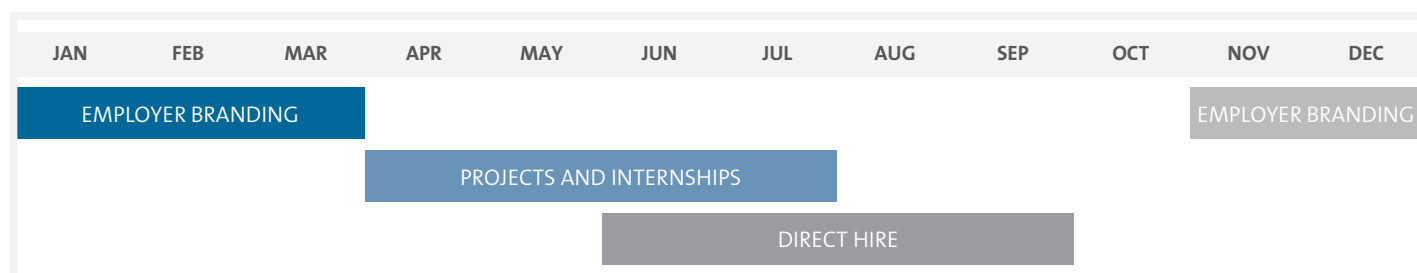 JAN FEB MAR APR MAY JUN JUL AUG SEP OCT NOV DEC
EMPLOYER BRANDING EMPLOYER BRANDING
PROJECTS AND INTERNSHIPS
DIRECT HIRE